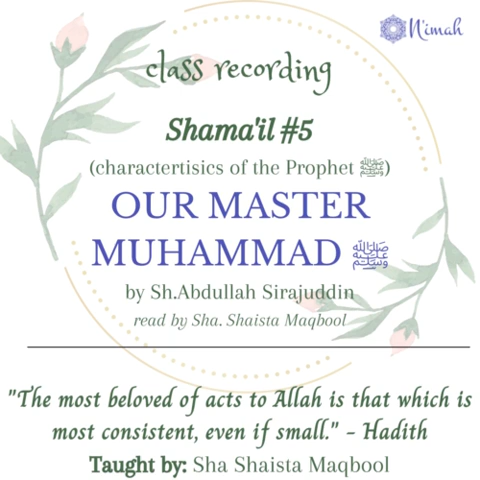 N'imah
class recording
Shama'il #5
(charactertisics of the Prophet ﷺ)
OUR MASTER
MUHAMMAD ﷺ
by Sh.Abdullah Sirajuddin
read by Sha. Shaista Maqbool
"The most beloved of acts to Allah is that which is
most consistent, even if small." - Hadith
Taught by: Sha Shaista Maqbool